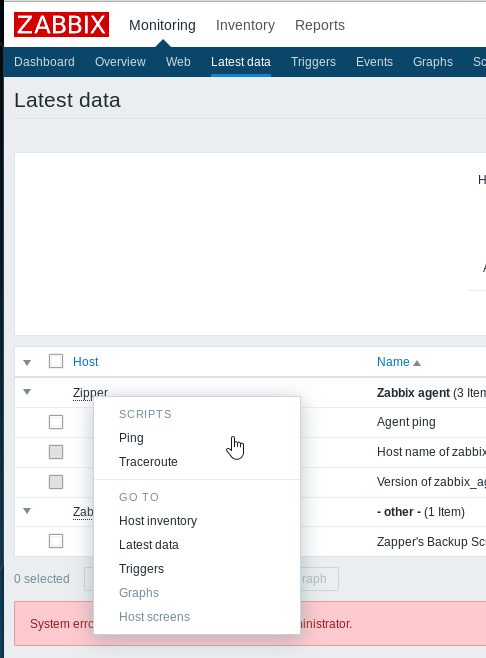 ZABBIX Monitoring Inventory Reports
Dashboard Overview Web Latest data Triggers Events Graphs Sc
Latest data
H
A
Host Name
Zipper Zabbix agent (3 Item
SCRIPTS
Agent ping
Ping
Host name of zabbix
Traceroute
Version of zabbix_ag
GO TO
Zab - other - (1 Item)
Host inventory
Latest data Zapper's Backup Scr
Triggers
0 selected raph
Graphs
Host screens
System erro ministrator.